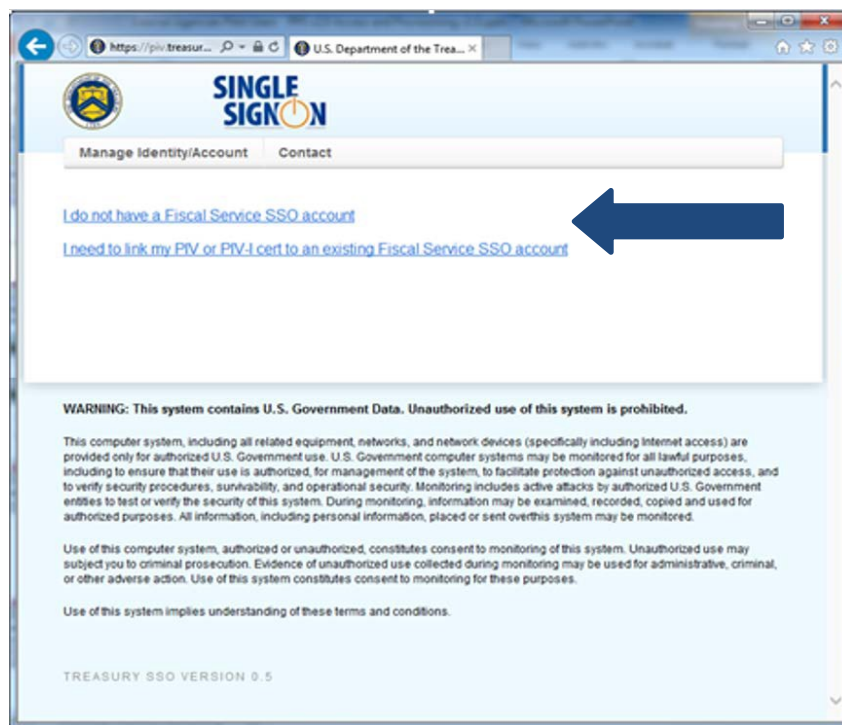 https://piv.treasur...
U.S. Department of the Trea...
SINGLE
SIGN ON
Manage Identity/Account Contact
I do not have a Fiscal Service SSO account
I need to link my PIV or PIV-I cert to an existing Fiscal Service SSO account
WARNING: This system contains U.S. Government Data. Unauthorized use of this system is prohibited.
This computer system, including all related equipment, networks, and network devices (specifically including Internet access) are
provided only for authorized U.S. Government use. U.S. Government computer systems may be monitored for all lawful purposes,
including to ensure that their use is authorized, for management of the system, to facilitate protection against unauthorized access, and
to verify security procedures, survivability, and operational security. Monitoring includes active attacks by authorized U.S. Government
entities to test or verify the security of this system. During monitoring, information may be examined, recorded, copied and used for
authorized purposes. All information, including personal information, placed or sent overthis system may be monitored.
Use of this computer system, authorized or unauthorized, constitutes consent to monitoring of this system. Unauthorized use may
subject you to criminal prosecution. Evidence of unauthorized use collected during monitoring may be used for administrative, criminal,
or other adverse action. Use of this system constitutes consent to monitoring for these purposes.
Use of this system implies understanding of these terms and conditions.
TREASURY SSO VERSION 0.5